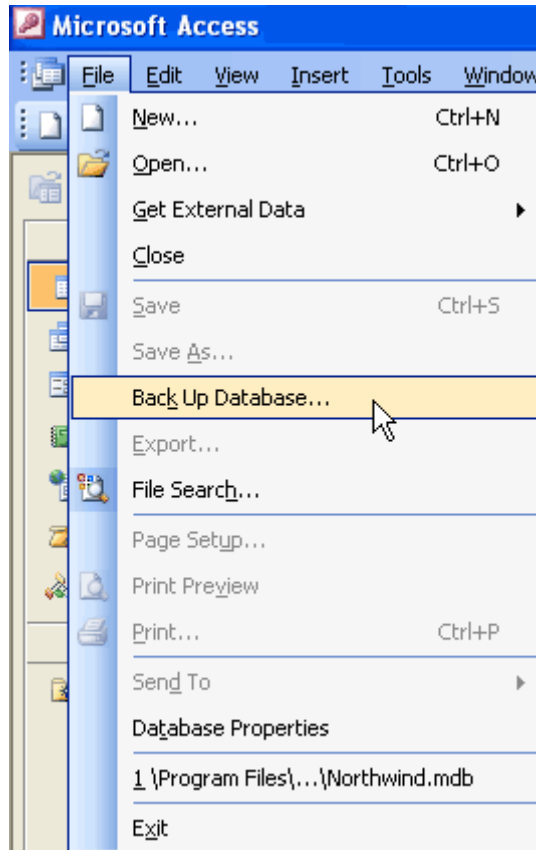 Microsoft Access
File Edit View Insert Tools Window
New... Ctrl+N
Open... Ctrl+O
Get External Data
Close
Save Ctrl+S
Save As...
Back Up Database...
Export...
File Search...
Page Setup...
Print Preview
Print... Ctrl+P
Send To
Database Properties
1 \Program Files\...\Northwind.mdb
Exit